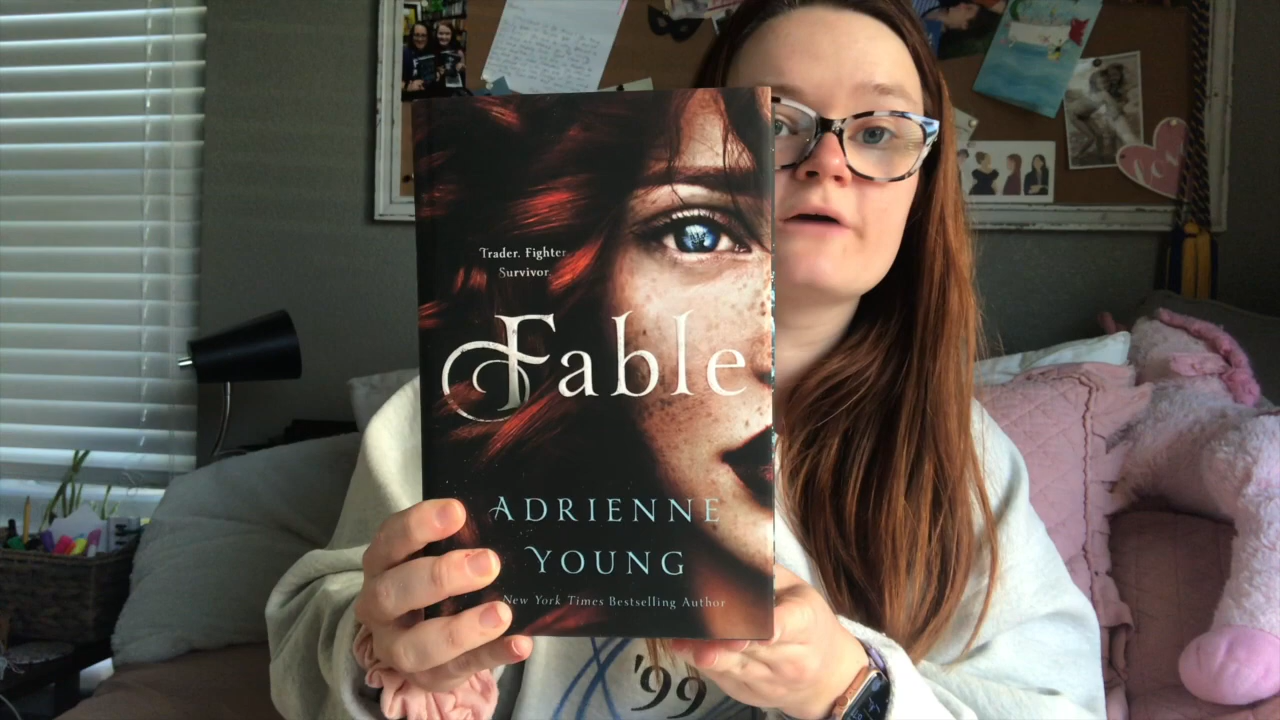 Trader. Fighter.
Survivor.
Fable
ADRIENNE
YOUNG
New York Times Bestselling Author
'99